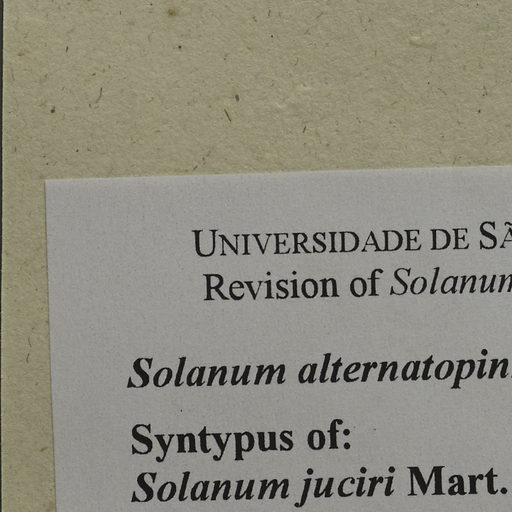 UNIVERSIDADE DE SÃ
Revision of Solanum
Solanum alternatopin
Syntypus of:
Solanum juciri Mart.